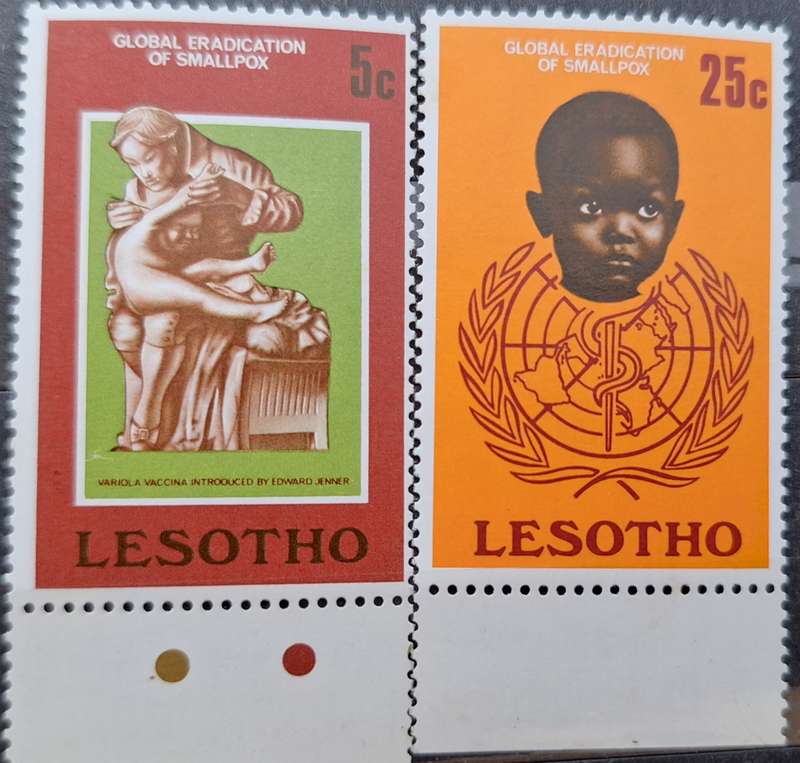 GLOBAL ERADICATION
OF SMALLPOX
5c
VARIOLA VACCINA INTRODUCED BY EDWARD JENNER
LESOTHO
GLOBAL ERADICATION
OF SMALLPOX
25c
LESOTHO